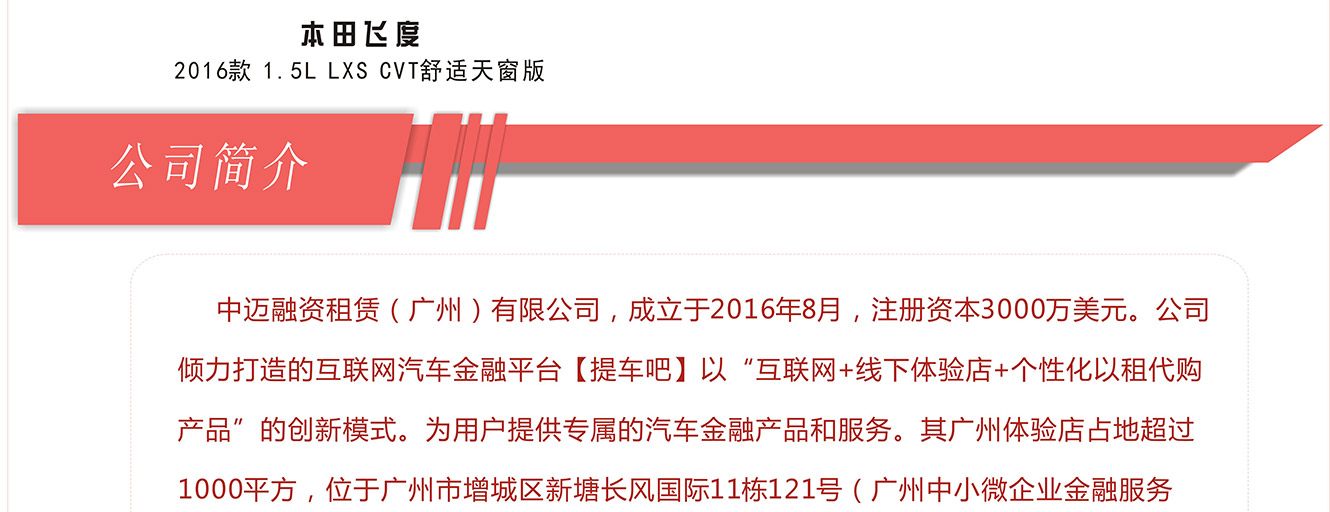 本田飞度
2016款 1.5L LXS CVT舒适天窗版
公司简介
中迈融资租赁（广州）有限公司，成立于2016年8月，注册资本3000万美元。公司
倾力打造的互联网汽车金融平台【提车吧】以“互联网+线下体验店+个性化以租代购
产品”的创新模式。为用户提供专属的汽车金融产品和服务。其广州体验店占地超过
1000平方，位于广州市增城区新塘长风国际11栋121号（广州中小微企业金融服务